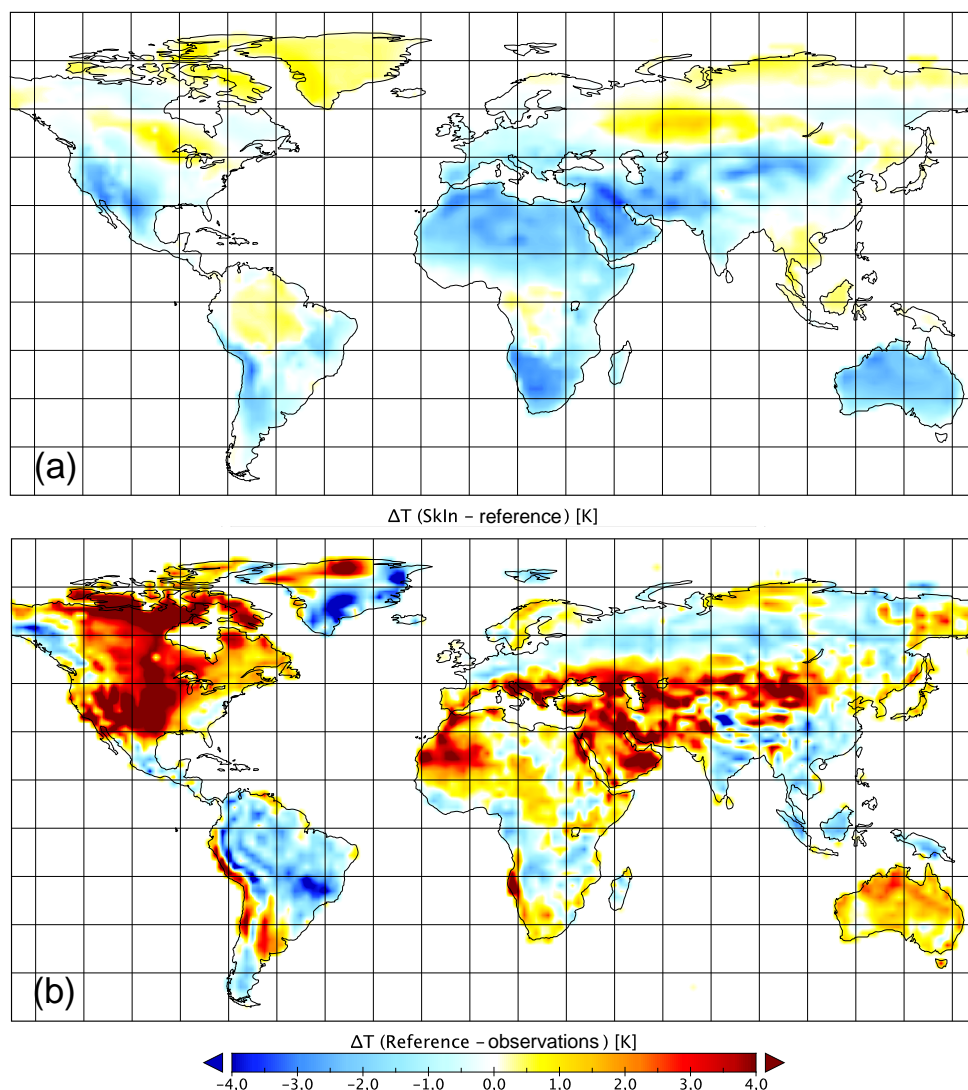 (a)
ΔT (SkIn – reference) [K]
(b)
ΔT (Reference – observations) [K]
-4.0 -3.0 -2.0 -1.0 0.0 1.0 2.0 3.0 4.0